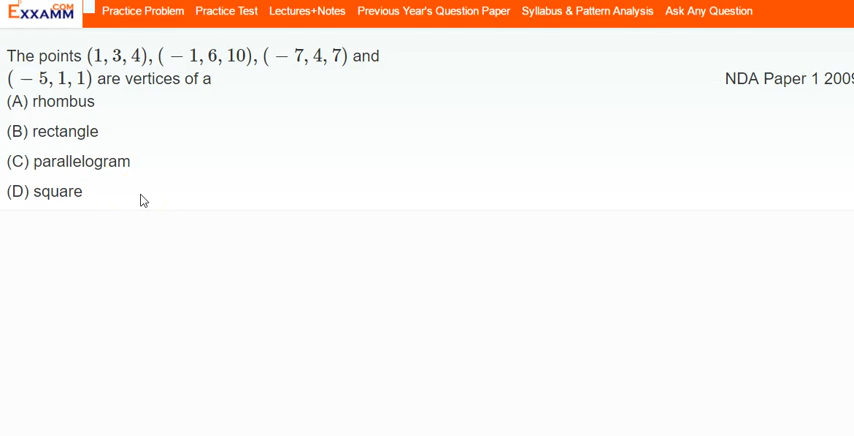 EXXAMM.COM
Practice Problem Practice Test Lectures+Notes Previous Year's Question Paper Syllabus & Pattern Analysis Ask Any Question
The points (1, 3, 4), ( − 1, 6, 10), ( − 7, 4, 7) and
( − 5, 1, 1) are vertices of a NDA Paper 1 2009
(A) rhombus
(B) rectangle
(C) parallelogram
(D) square